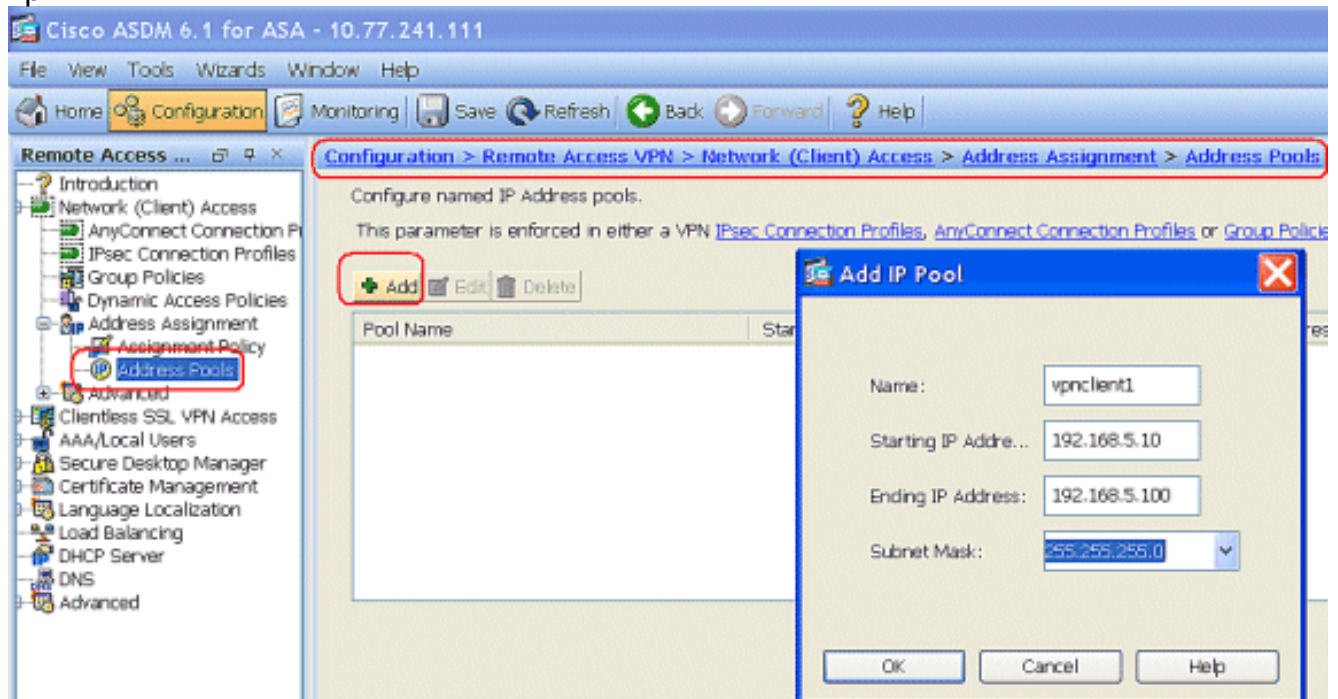 Cisco ASDM 6.1 for ASA - 10.77.241.111
File View Tools Wizards Window Help
Home Configuration Monitoring Save Refresh Back Forward Help
Remote Access ...
Configuration > Remote Access VPN > Network (Client) Access > Address Assignment > Address Pools
Introduction
Network (Client) Access
AnyConnect Connection P
IPsec Connection Profiles
Group Policies
Dynamic Access Policies
Address Assignment
Assignment Policy
IP Address Pools
Advanced
Clientless SSL VPN Access
AAA/Local Users
Secure Desktop Manager
Certificate Management
Language Localization
Load Balancing
DHCP Server
DNS
Advanced
Configure named IP Address pools.
This parameter is enforced in either a VPN IPsec Connection Profiles, AnyConnect Connection Profiles or Group Policie
Add Edit Delete
Pool Name Star
Add IP Pool
Name: vpnclient1
Starting IP Addre... 192.168.5.10
Ending IP Address: 192.168.5.100
Subnet Mask: 255.255.255.0
OK Cancel Help